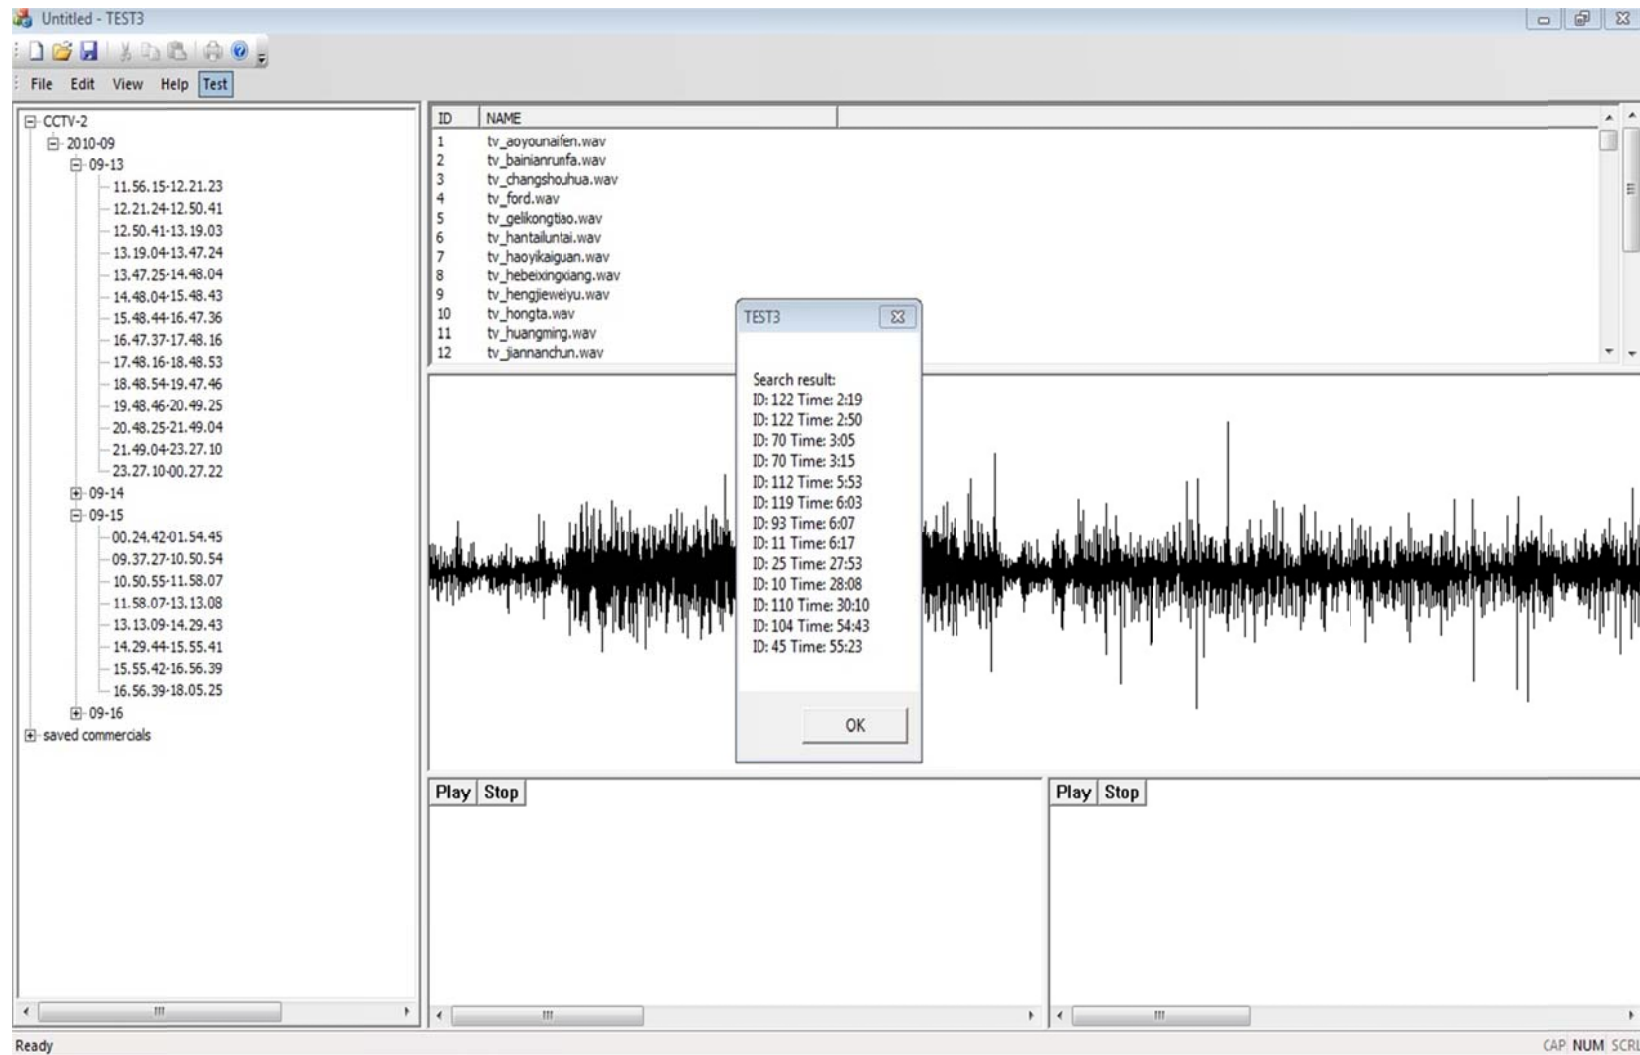 Untitled - TEST3
File Edit View Help Test
CCTV-2
2010-09
09-13
11.56.15-12.21.23
12.21.24-12.50.41
12.50.41-13.19.03
13.19.04-13.47.24
13.47.25-14.48.04
14.48.04-15.48.43
15.48.44-16.47.36
16.47.37-17.48.16
17.48.16-18.48.53
18.48.54-19.47.46
19.48.46-20.49.25
20.48.25-21.49.04
21.49.04-23.27.10
23.27.10-00.27.22
09-14
09-15
00.24.42-01.54.45
09.37.27-10.50.54
10.50.55-11.58.07
11.58.07-13.13.08
13.13.09-14.29.43
14.29.44-15.55.41
15.55.42-16.56.39
16.56.39-18.05.25
09-16
saved commercials
ID NAME
1 tv_aoyounaifen.wav
2 tv_bainianrunfa.wav
3 tv_changshouhua.wav
4 tv_ford.wav
5 tv_gelikongtiao.wav
6 tv_hantailuntai.wav
7 tv_haoyikaiguan.wav
8 tv_hebeixingxiang.wav
9 tv_hengjieweiyu.wav
10 tv_hongta.wav
11 tv_huangming.wav
12 tv_jiannanchun.wav
TEST3
Search result:
ID: 122 Time: 2:19
ID: 122 Time: 2:50
ID: 70 Time: 3:05
ID: 70 Time: 3:15
ID: 112 Time: 5:53
ID: 119 Time: 6:03
ID: 93 Time: 6:07
ID: 11 Time: 6:17
ID: 25 Time: 27:53
ID: 10 Time: 28:08
ID: 110 Time: 30:10
ID: 104 Time: 54:43
ID: 45 Time: 55:23
OK
Play Stop
Play Stop
Ready
CAP NUM SCRL